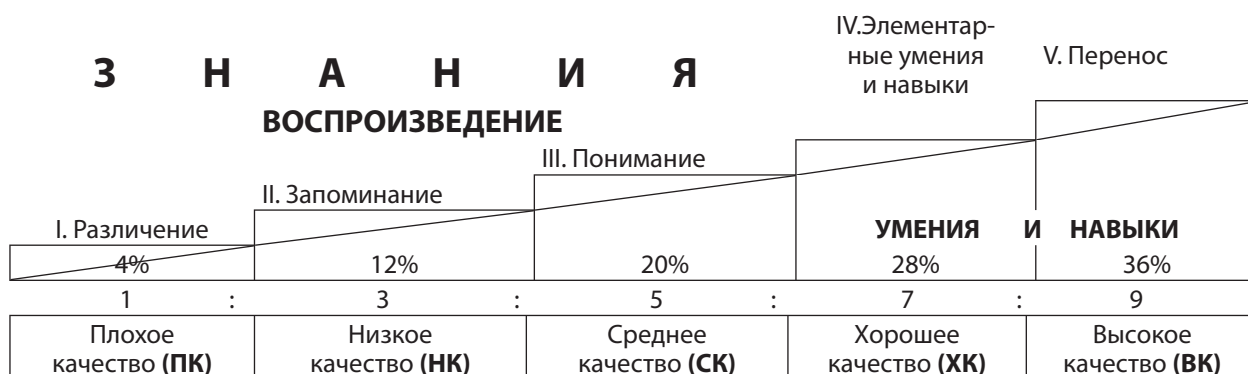 IV.Элементар-
ные умения
и навыки
V. Перенос
З Н А Н И Я
ВОСПРОИЗВЕДЕНИЕ
III. Понимание
II. Запоминание
I. Различение
УМЕНИЯ И НАВЫКИ
4% 12% 20% 28% 36%
1 : 3 : 5 : 7 : 9
Плохое
качество (ПК)
Низкое
качество (НК)
Среднее
качество (СК)
Хорошее
качество (ХК)
Высокое
качество (ВК)